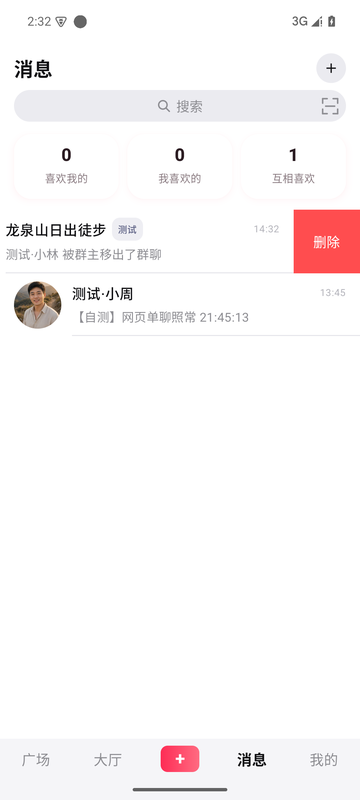 2:32
3G
消息
搜索
0
喜欢我的
0
我喜欢的
1
互相喜欢
龙泉山日出徒步 测试
14:32
测试·小林 被群主移出了群聊
删除
测试·小周
13:45
【自测】网页单聊照常 21:45:13
广场
大厅
消息
我的